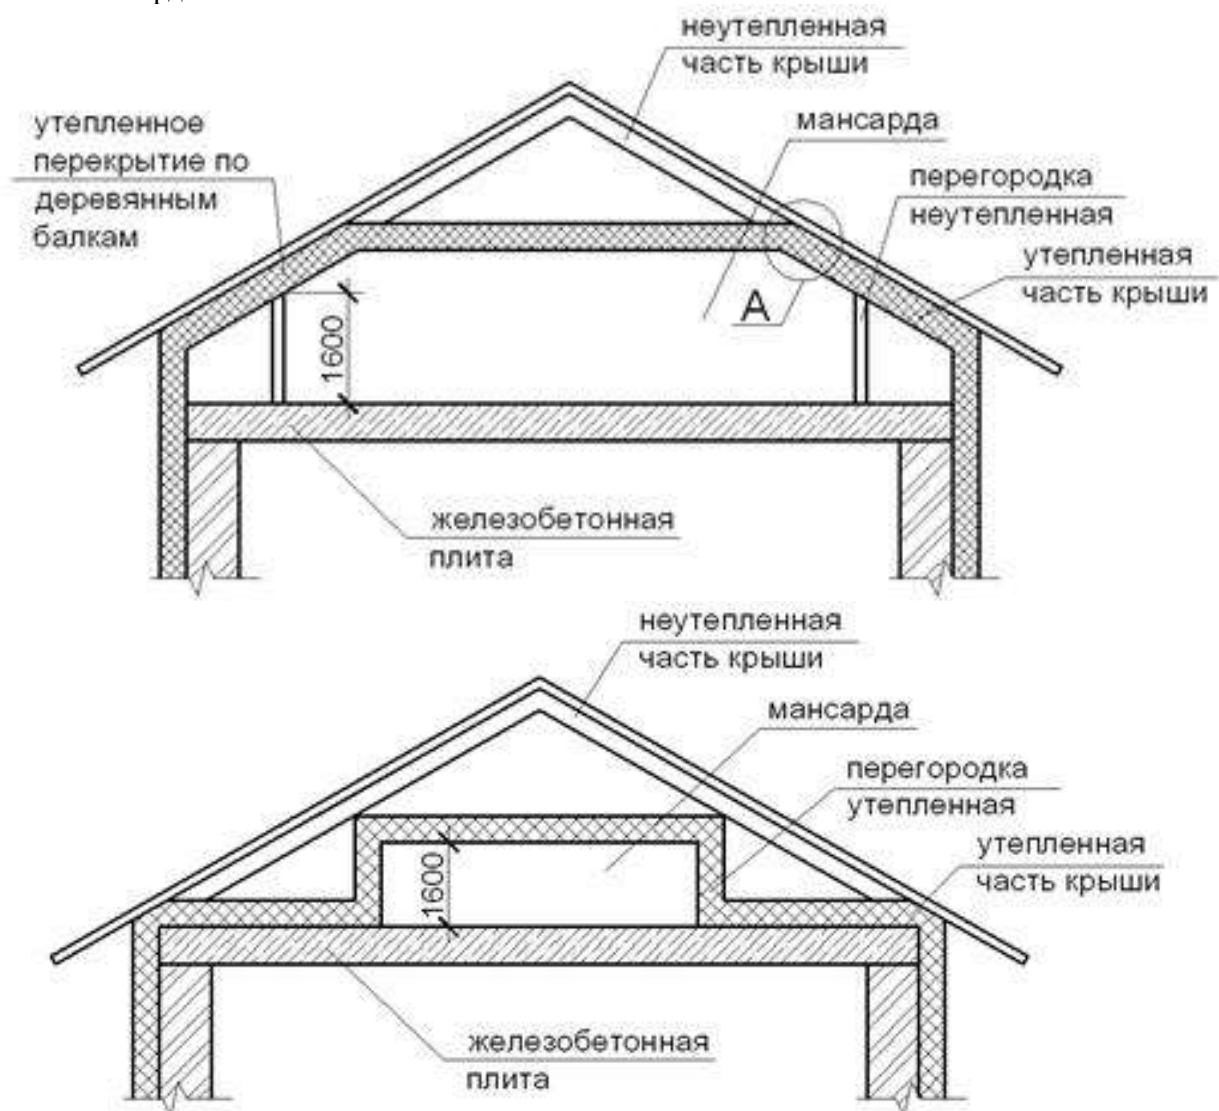 неутепленная
часть крыши
мансарда
утепленное
перекрытие по
деревянным
балкам
перегородка
неутепленная
утепленная
часть крыши
А
1600
железобетонная
плита
неутепленная
часть крыши
мансарда
перегородка
утепленная
утепленная
часть крыши
1600
железобетонная
плита